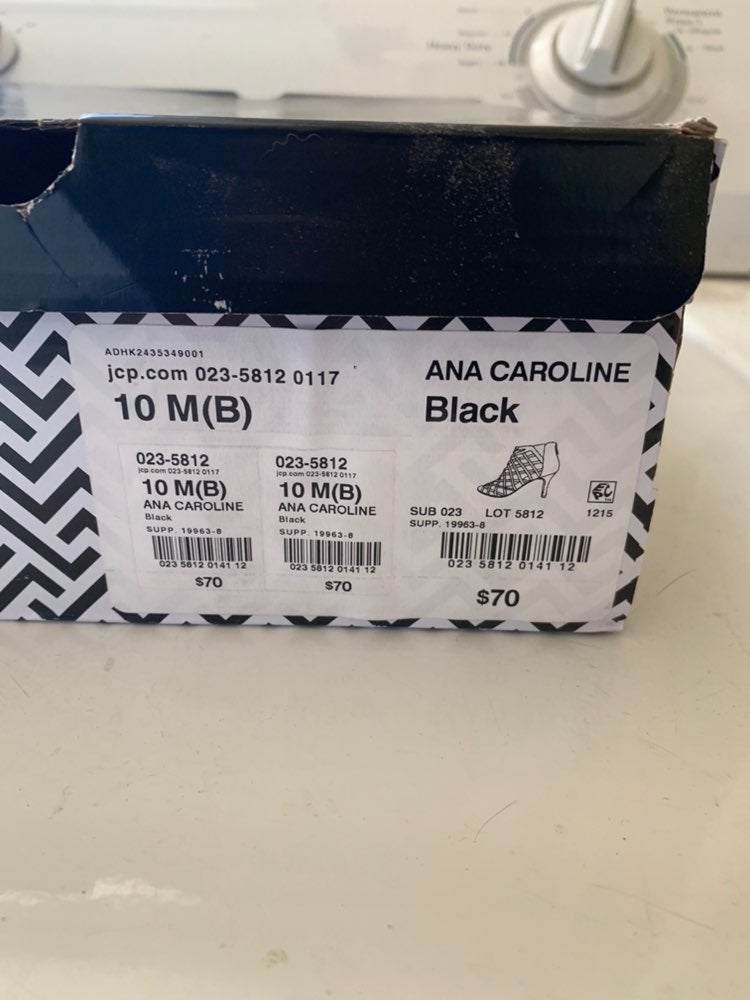 ADHK2435349001
jcp.com 023-5812 0117
10 M(B)
ANA CAROLINE
Black
023-5812
jcp.com 023-5812 0117
10 M(B)
ANA CAROLINE
Black
SUPP. 19963-8
023 5812 0141 12
$70
023-5812
jcp.com 023-5812 0117
10 M(B)
ANA CAROLINE
Black
SUPP. 19963-8
023 5812 0141 12
$70
SUB 023 LOT 5812
SUPP. 19963-8
1215
023 5812 0141 12
$70